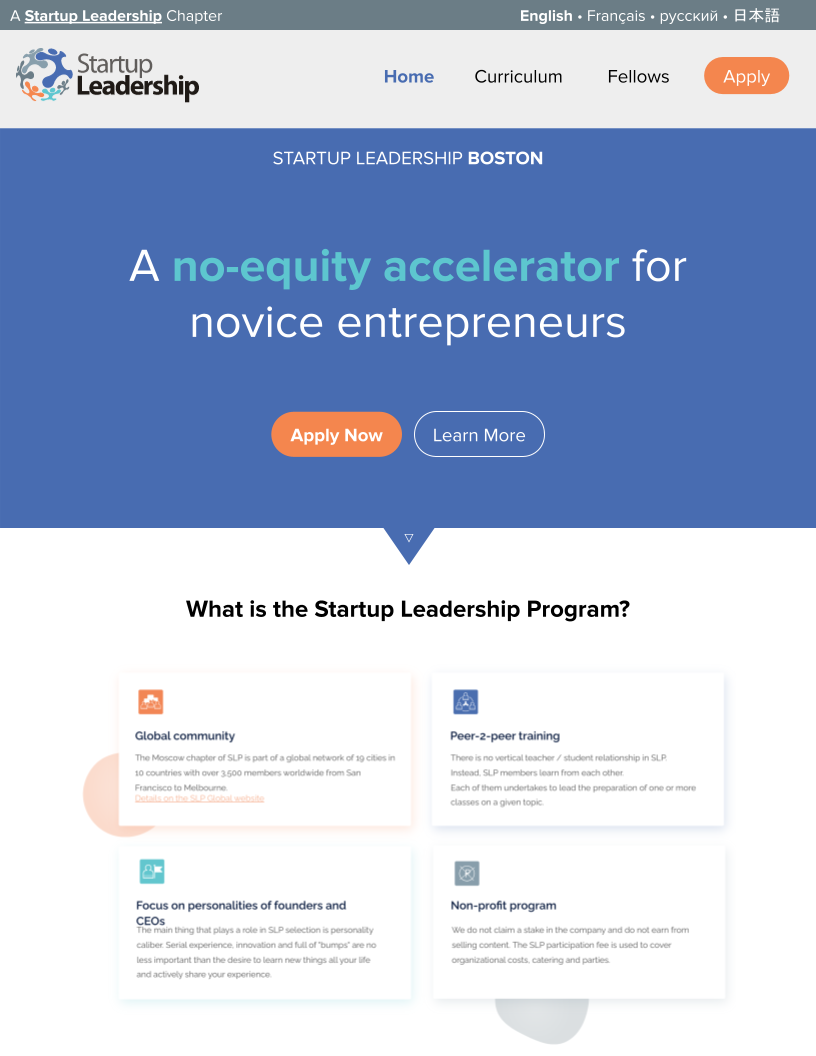 A Startup Leadership Chapter
English • Français • русский • 日本語
Startup
Leadership
Home
Curriculum
Fellows
Apply
STARTUP LEADERSHIP BOSTON
A no-equity accelerator for
novice entrepreneurs
Apply Now
Learn More
What is the Startup Leadership Program?
Global community
The Moscow chapter of SLP is part of a global network of 19 cities in
10 countries with over 3,500 members worldwide from San
Francisco to Melbourne.
Details on the SLP Global website
Peer-2-peer training
There is no vertical teacher / student relationship in SLP.
Instead, SLP members learn from each other.
Each of them undertakes to lead the preparation of one or more
classes on a given topic.
Focus on personalities of founders and
CEOs
The main thing that plays a role in SLP selection is personality
caliber. Serial experience, innovation and full of "bumps" are no
less important than the desire to learn new things all your life
and actively share your experience.
Non-profit program
We do not claim a stake in the company and do not earn from
selling content. The SLP participation fee is used to cover
organizational costs, catering and parties.